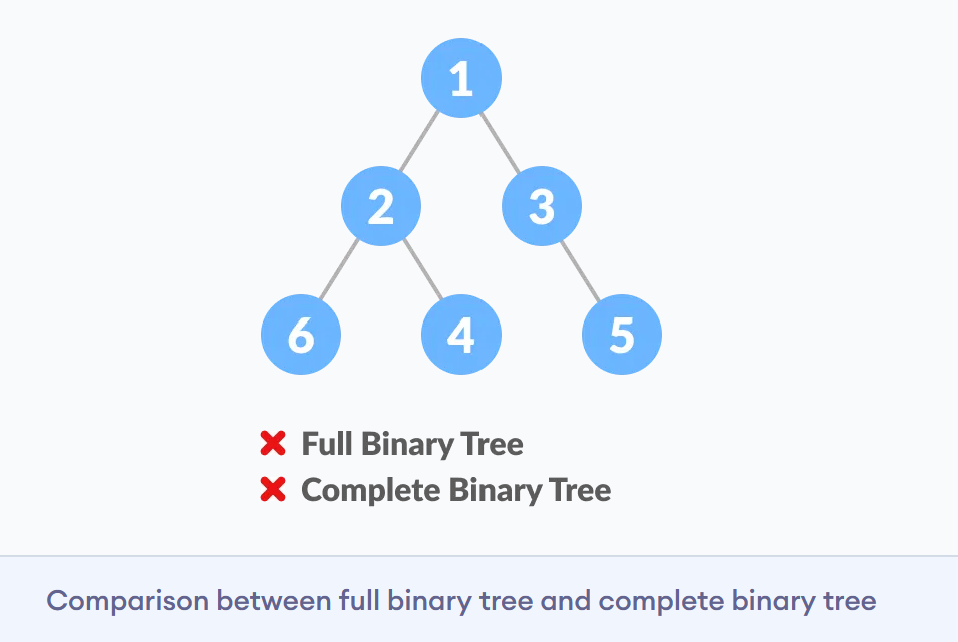 1
2 3
6 4 5
Full Binary Tree
Complete Binary Tree
Comparison between full binary tree and complete binary tree